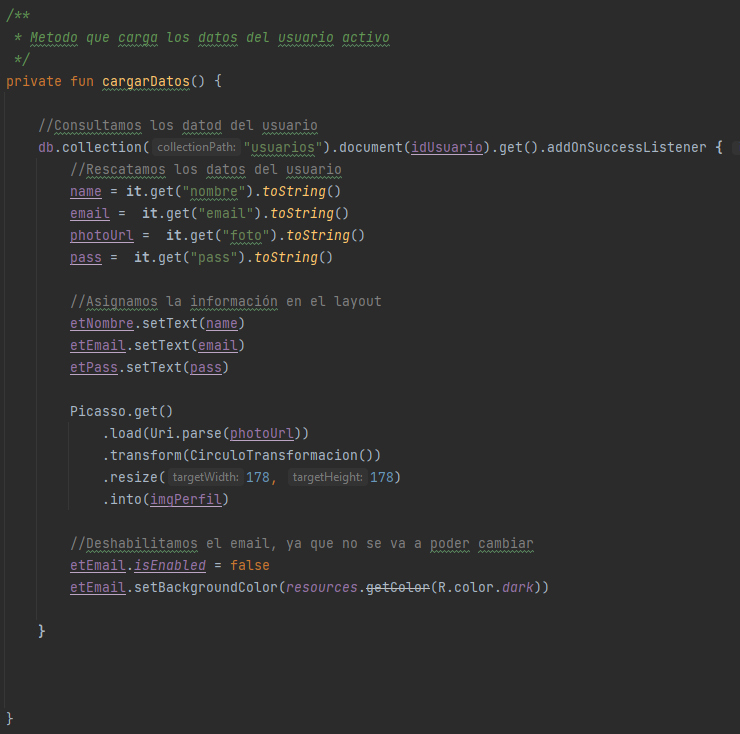 /**
 * Metodo que carga los datos del usuario activo
 */
private fun cargarDatos() {
//Consultamos los datod del usuario
db.collection( collectionPath: "usuarios").document(idUsuario).get().addOnSuccessListener {
//Rescatamos los datos del usuario
name = it.get("nombre").toString()
email =  it.get("email").toString()
photoUrl =  it.get("foto").toString()
pass =  it.get("pass").toString()
//Asignamos la información en el layout
etNombre.setText(name)
etEmail.setText(email)
etPass.setText(pass)
Picasso.get()
.load(Uri.parse(photoUrl))
.transform(CirculoTransformacion())
.resize( targetWidth: 178, targetHeight: 178)
.into(imgPerfil)
//Deshabilitamos el email, ya que no se va a poder cambiar
etEmail.isEnabled = false
etEmail.setBackgroundColor(resources.getColor(R.color.dark))
}
}